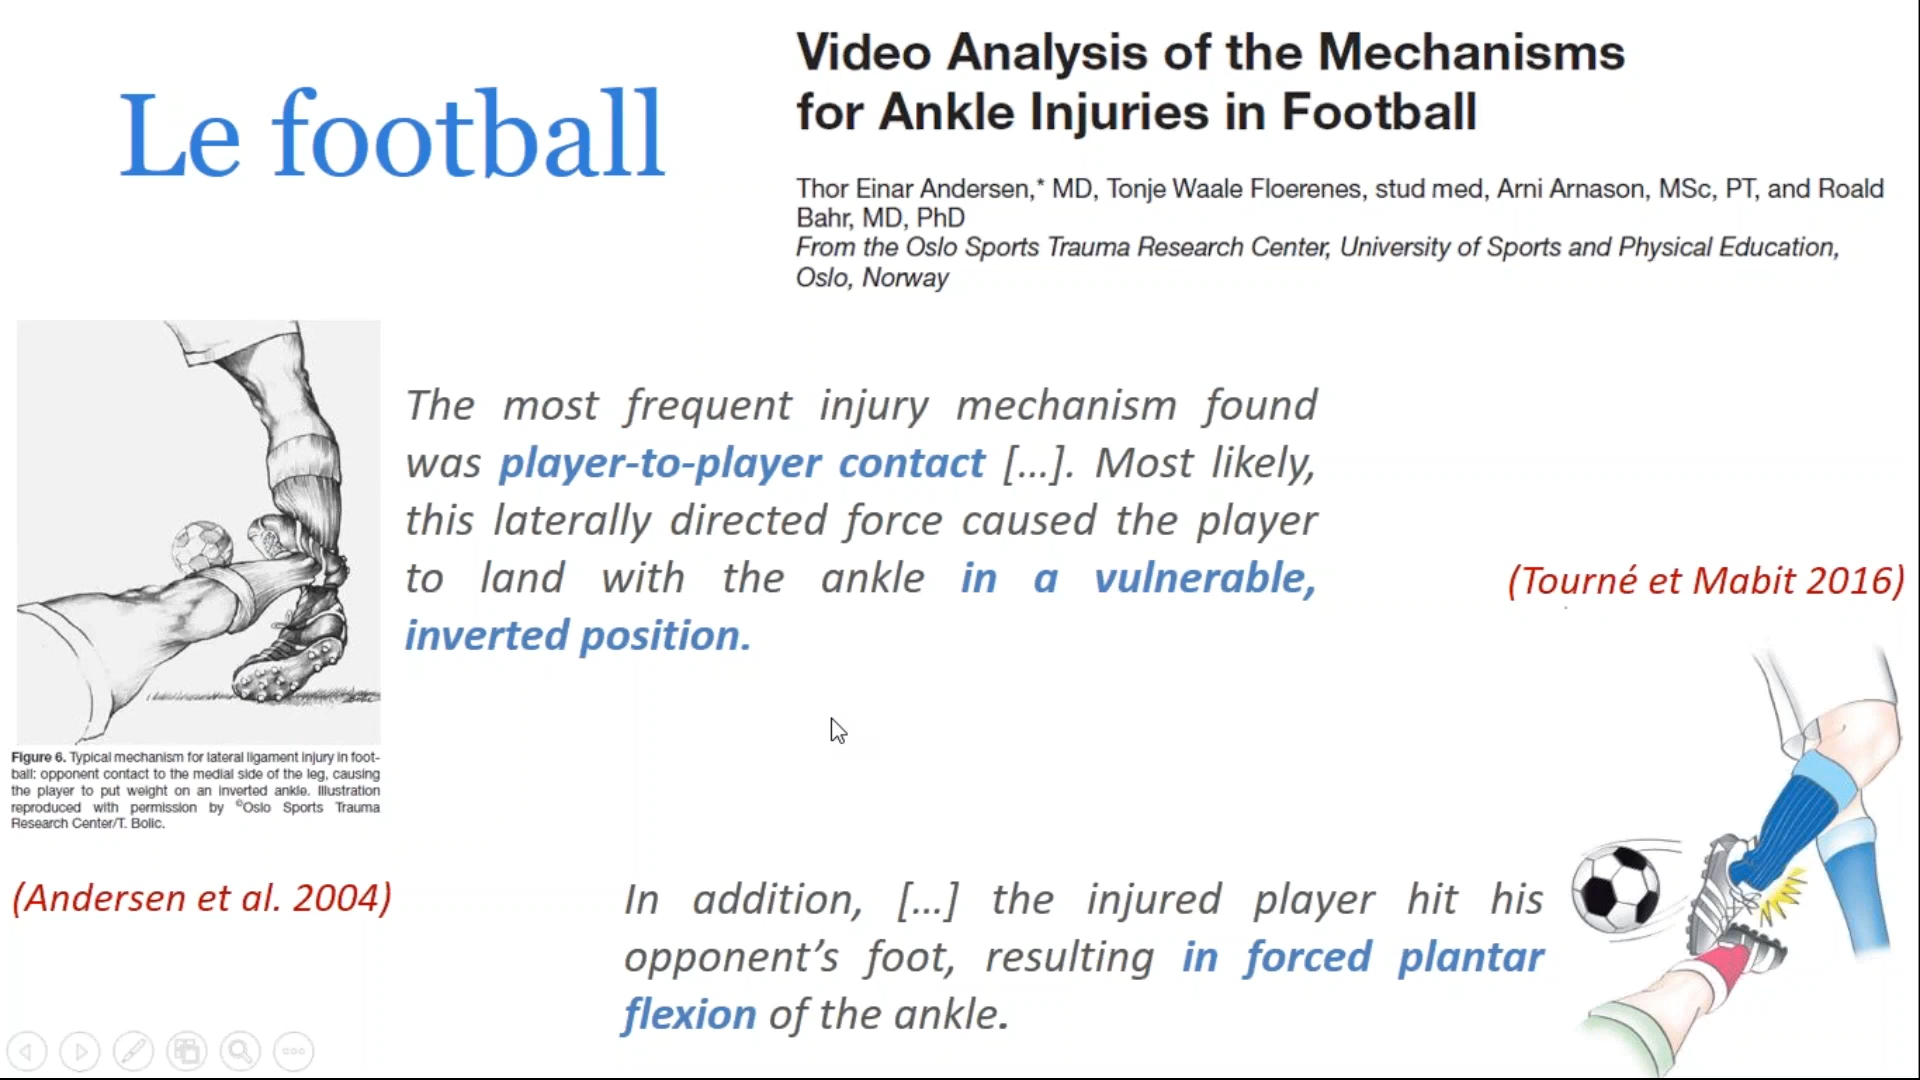 Le football
Video Analysis of the Mechanisms
for Ankle Injuries in Football
Thor Einar Andersen,* MD, Tonje Waale Floerenes, stud med, Arni Arnason, MSc, PT, and Roald
Bahr, MD, PhD
From the Oslo Sports Trauma Research Center, University of Sports and Physical Education,
Oslo, Norway
The most frequent injury mechanism found
was player-to-player contact [...]. Most likely,
this laterally directed force caused the player
to land with the ankle in a vulnerable,
inverted position.
(Tourné et Mabit 2016)
Figure 6. Typical mechanism for lateral ligament injury in foot-
ball: opponent contact to the medial side of the leg, causing
the player to put weight on an inverted ankle. Illustration
reproduced with permission by ©Oslo Sports Trauma
Research Center/T. Bolic.
(Andersen et al. 2004)
In addition, [...] the injured player hit his
opponent’s foot, resulting in forced plantar
flexion of the ankle.